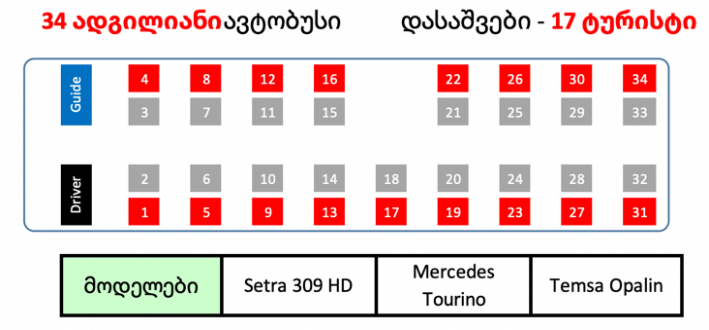 34 ადგილიანი ავტობუსი დასაშვები - 17 ტურისტი
Guide 4 8 12 16 22 26 30 34
3 7 11 15 21 25 29 33
Driver 2 6 10 14 18 20 24 28 32
1 5 9 13 17 19 23 27 31
მოდელები Setra 309 HD Mercedes Tourino Temsa Opalin